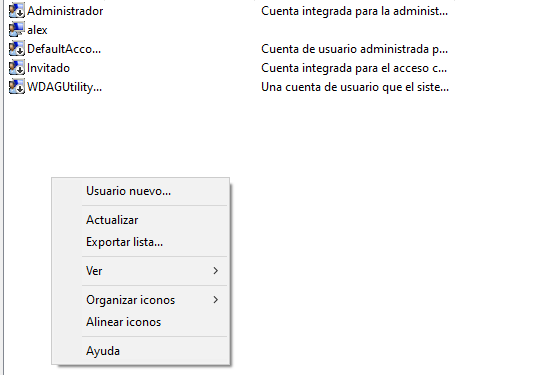 Administrador Cuenta integrada para la administ...
alex
DefaultAcco... Cuenta de usuario administrada p...
Invitado Cuenta integrada para el acceso c...
WDAGUtility... Una cuenta de usuario que el siste...
Usuario nuevo...
Actualizar
Exportar lista...
Ver
Organizar iconos
Alinear iconos
Ayuda